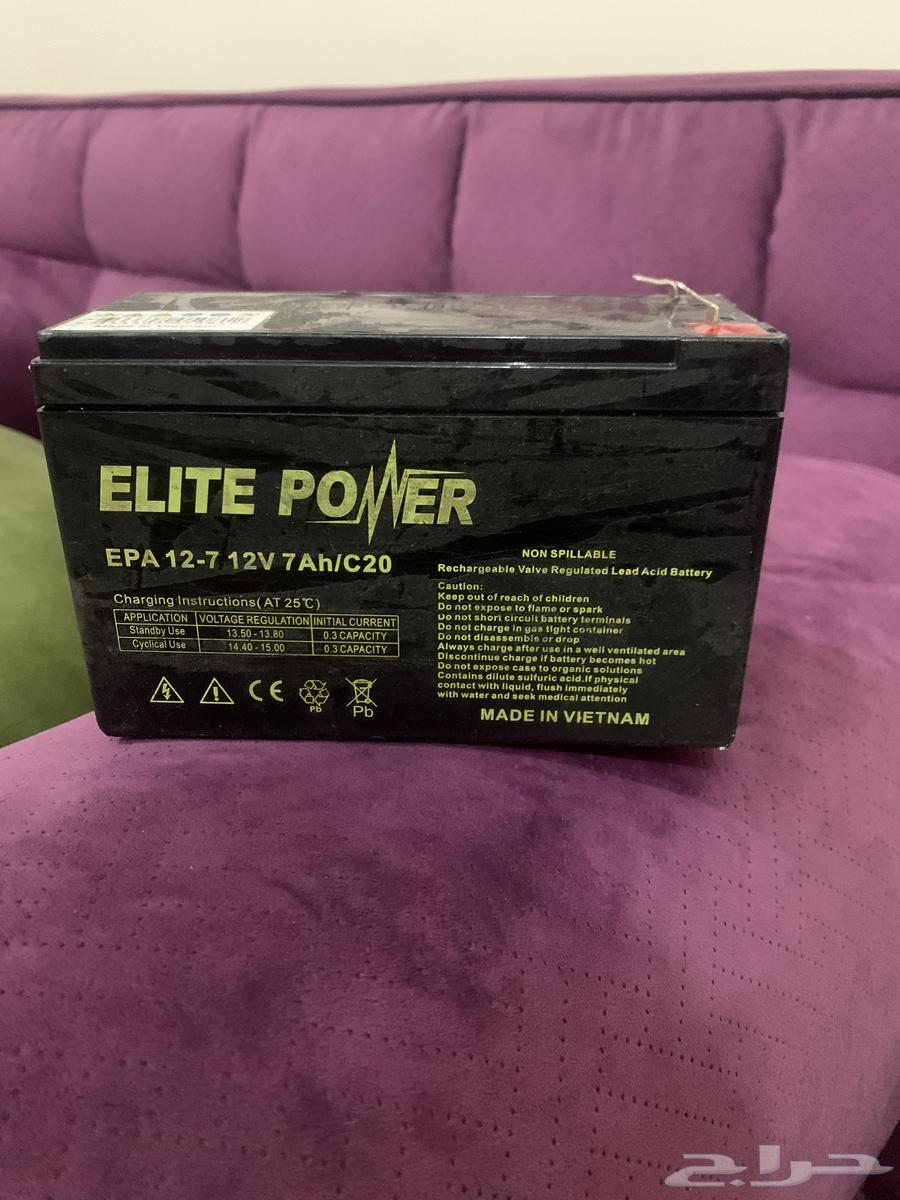 ELITE POWER
EPA 12-7 12V 7Ah/C20
Charging Instructions( AT 25℃)
APPLICATION VOLTAGE REGULATION INITIAL CURRENT
Standby Use 13.50 - 13.80 0.3 CAPACITY
Cyclical Use 14.40 - 15.00 0.3 CAPACITY
CE
Pb
Pb
NON SPILLABLE
Rechargeable Valve Regulated Lead Acid Battery
Caution:
Keep out of reach of children
Do not expose to flame or spark
Do not short circuit battery terminals
Do not charge in gas tight container
Do not disassemble or drop
Always charge after use in a well ventilated area
Discontinue charge if battery becomes hot
Do not expose case to organic solutions
Contains dilute sulfuric acid.If physical
contact with liquid, flush immediately
with water and seek medical attention
MADE IN VIETNAM
حراج